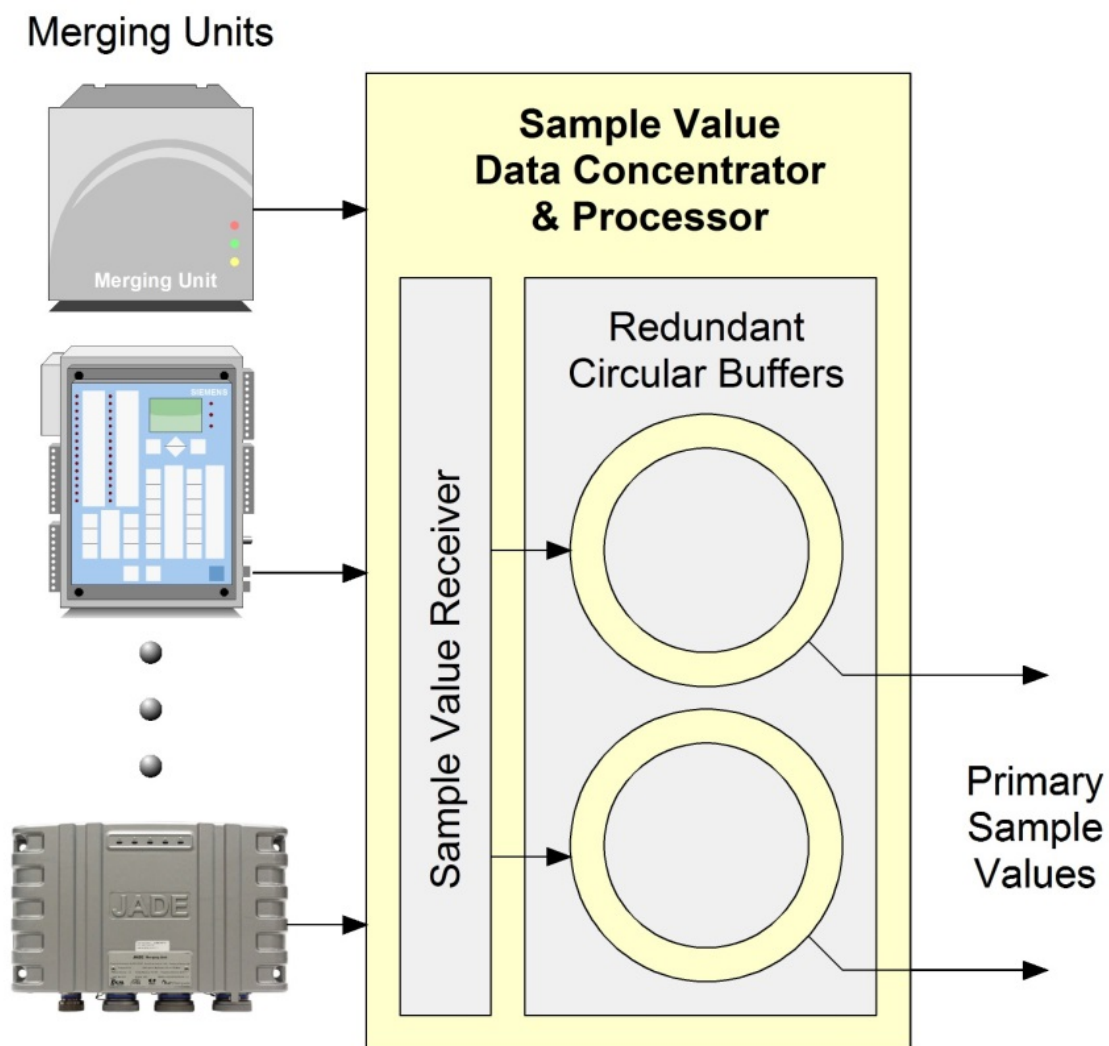 Merging Units
Sample Value
Data Concentrator
& Processor
Merging Unit
Redundant
Circular Buffers
SIEMENS
Sample Value Receiver
JADE
Primary
Sample
Values